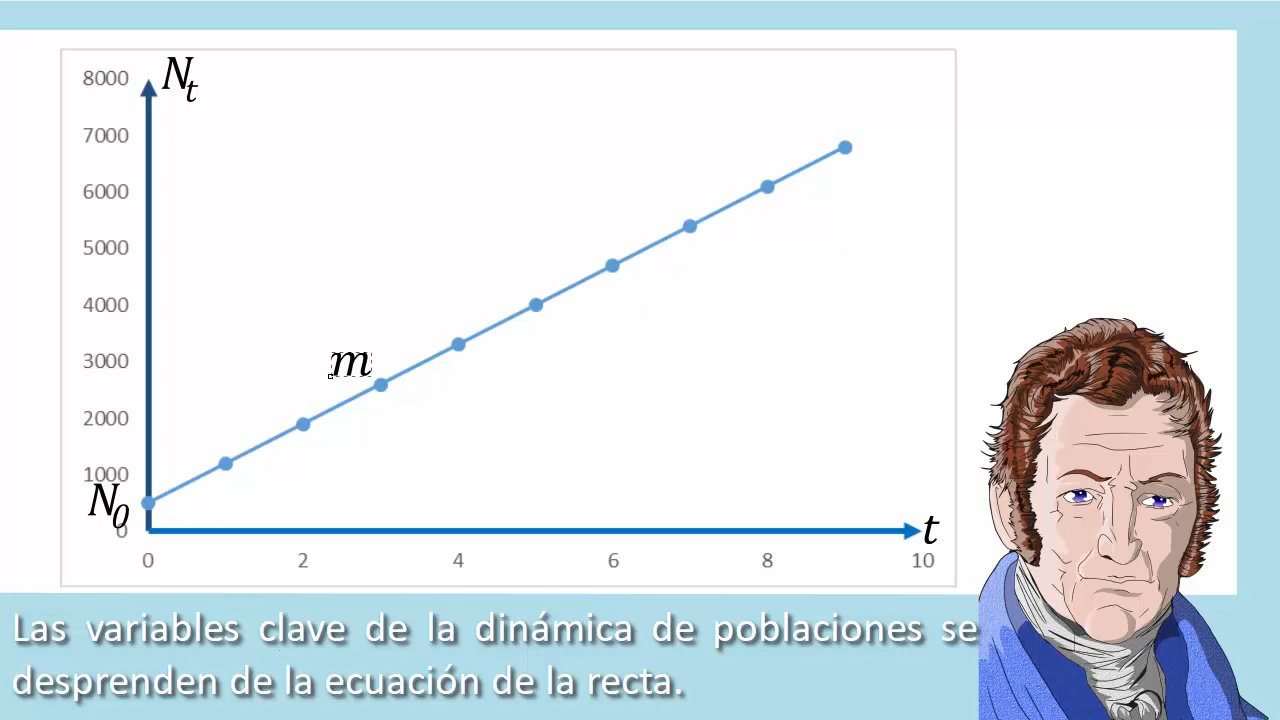 8000
N_t
7000
6000
5000
4000
3000
m
2000
1000
N_0
0
t
0 2 4 6 8 10
Las variables clave de la dinámica de poblaciones se
desprenden de la ecuación de la recta.